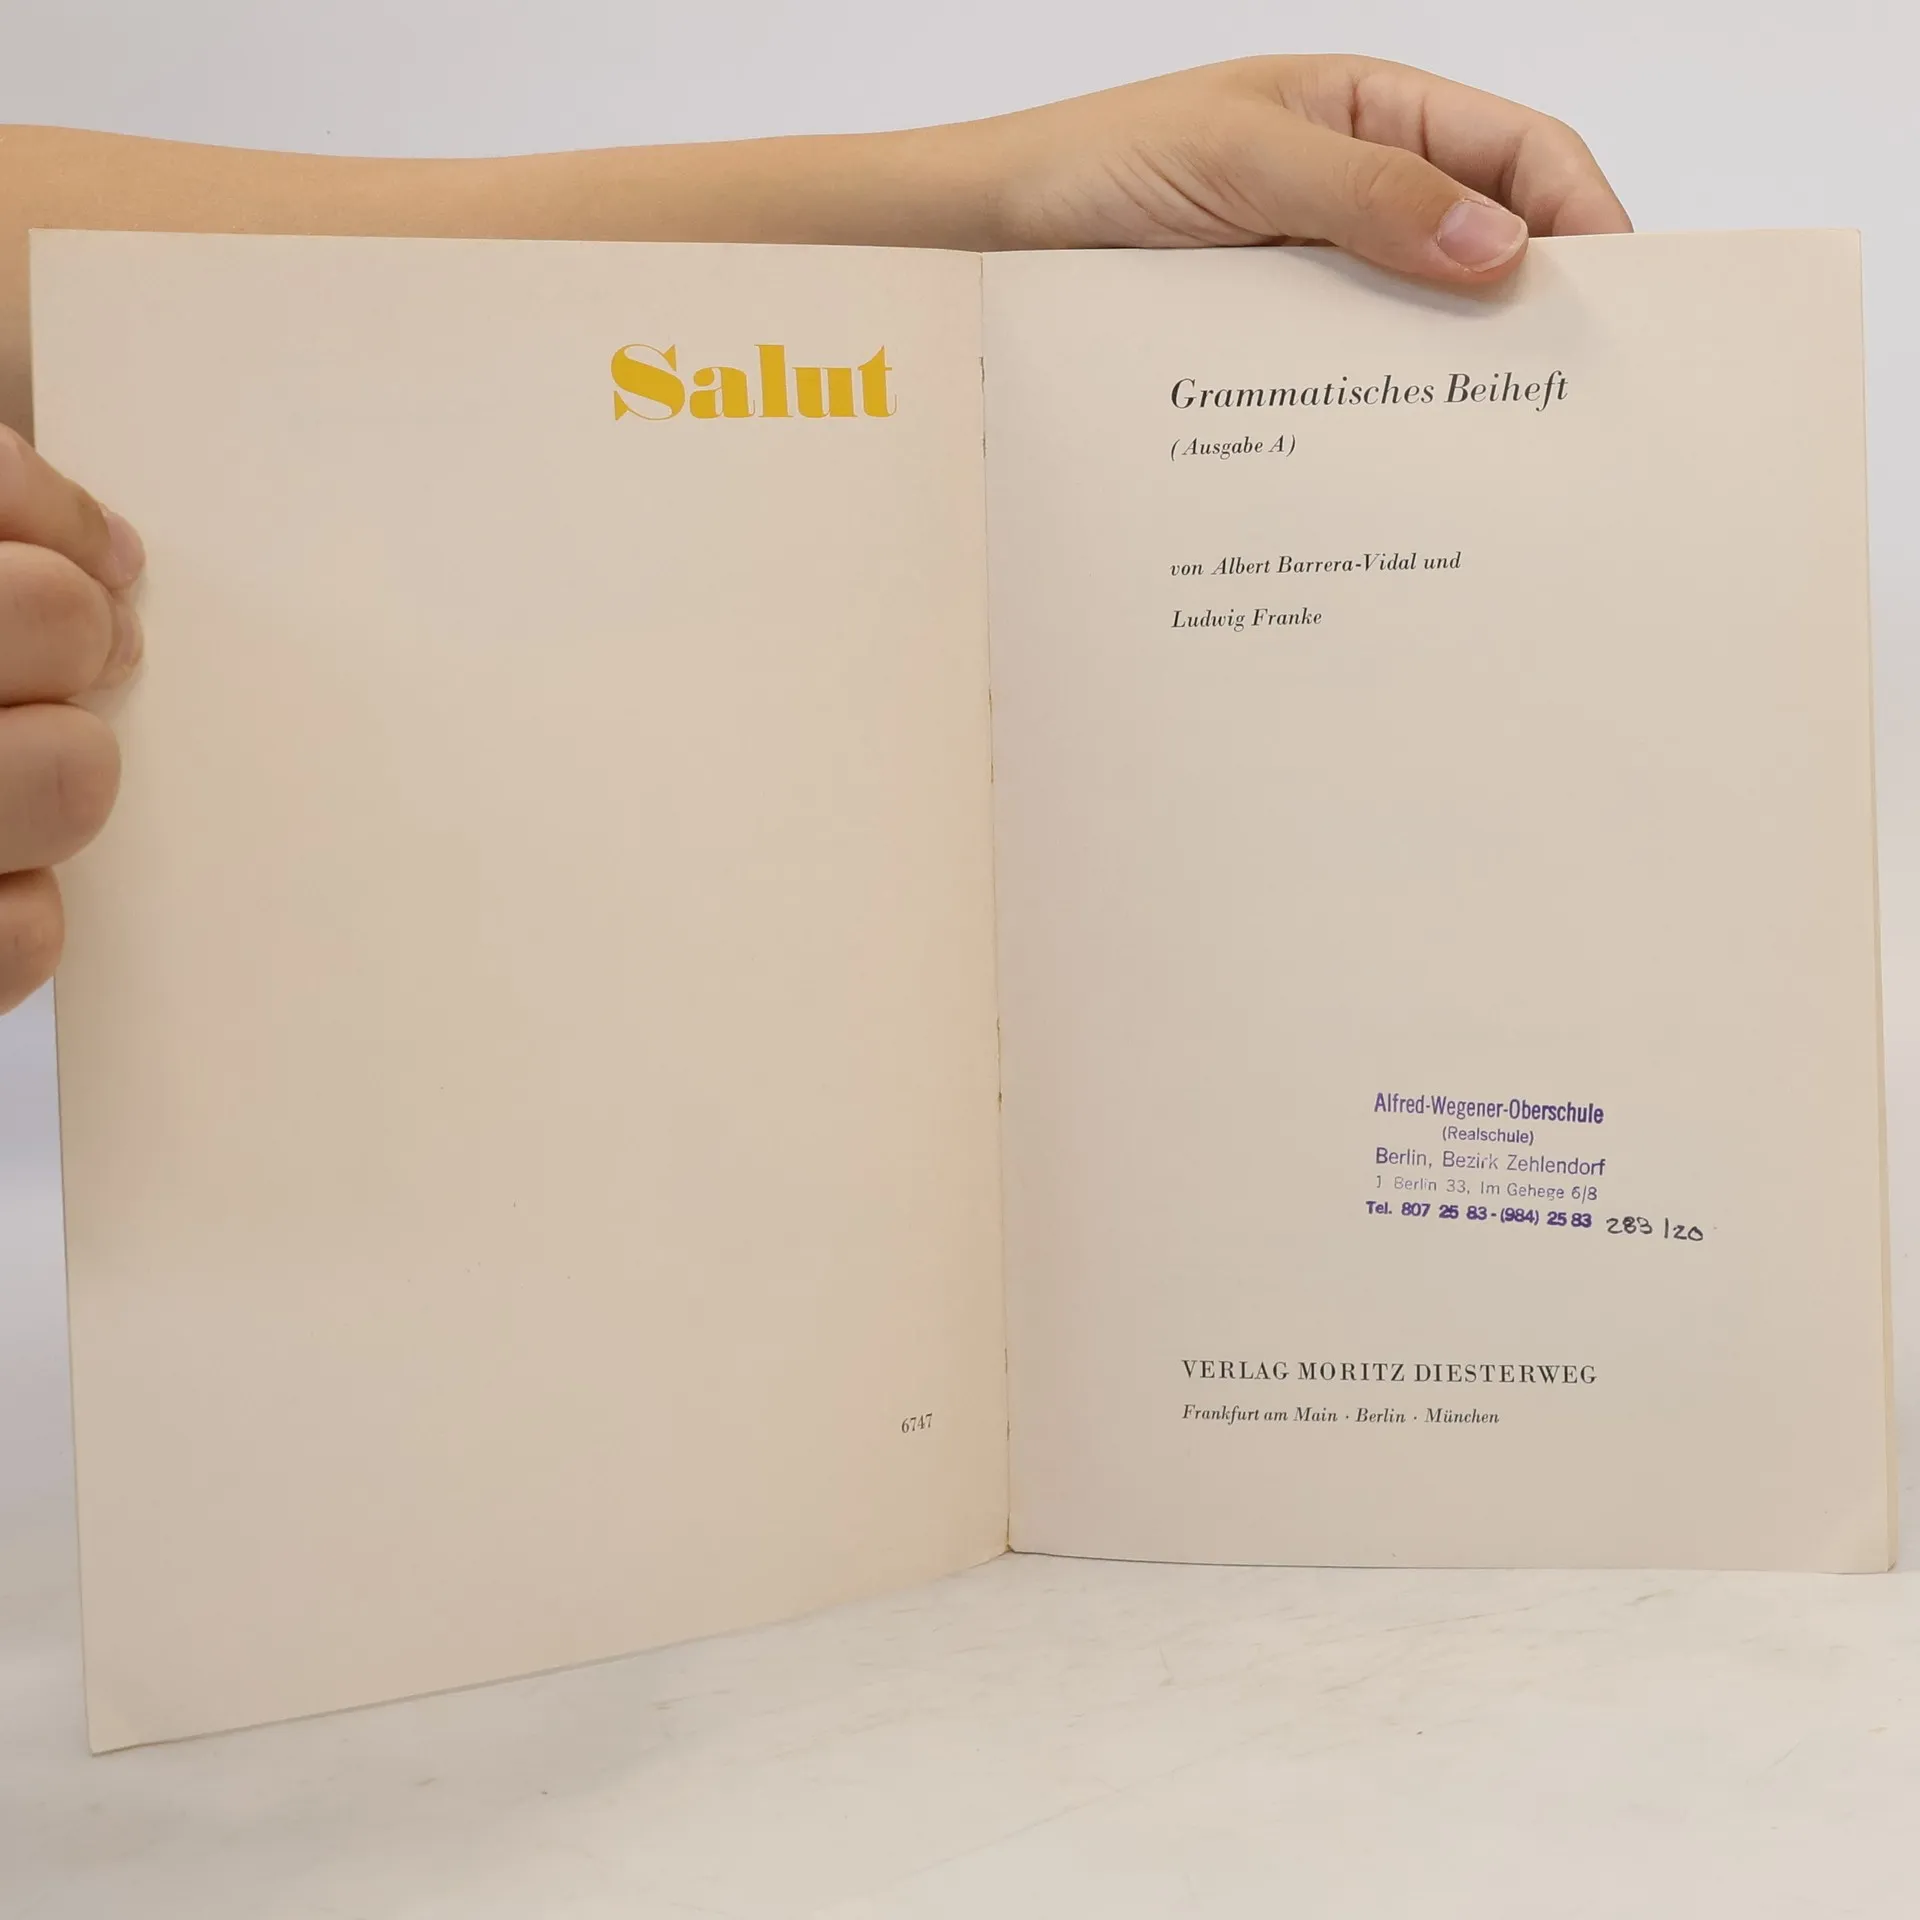 Salut
6747
Grammatisches Beiheft
(Ausgabe A)
von Albert Barrera-Vidal und
Ludwig Franke
Alfred-Wegener-Oberschule
(Realschule)
Berlin, Bezirk Zehlendorf
1 Berlin 33, Im Gehege 6/8
Tel. 807 25 83 - (984) 25 83 283/20
VERLAG MORITZ DIESTERWEG
Frankfurt am Main · Berlin · München